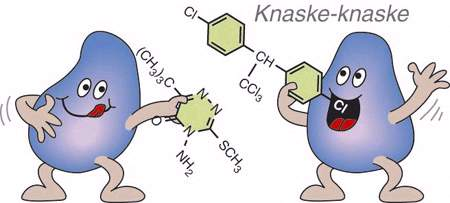 Cl
Knaske-knaske
CH
CCl3
Cl
(CH3)3C
N
N
O
N
SCH3
NH2